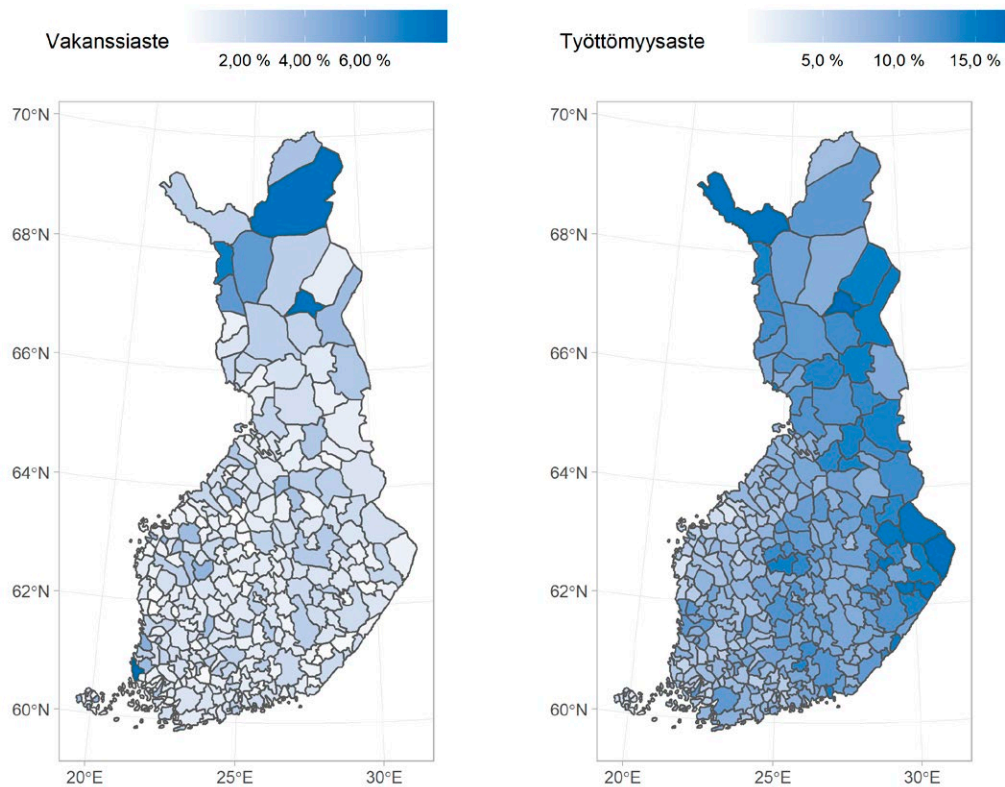 Vakanssiaste
2,00 % 4,00 % 6,00 %
70°N
68°N
66°N
64°N
62°N
60°N
20°E 25°E 30°E
Työttömyysaste
5,0 % 10,0 % 15,0 %
70°N
68°N
66°N
64°N
62°N
60°N
20°E 25°E 30°E